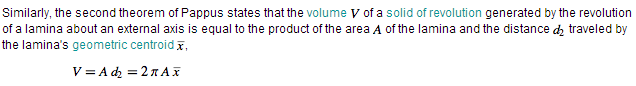 Similarly, the second theorem of Pappus states that the volume V of a solid of revolution generated by the revolution
of a lamina about an external axis is equal to the product of the area A of the lamina and the distance d₂ traveled by
the lamina's geometric centroid x̄,
V = A d₂ = 2 π A x̄